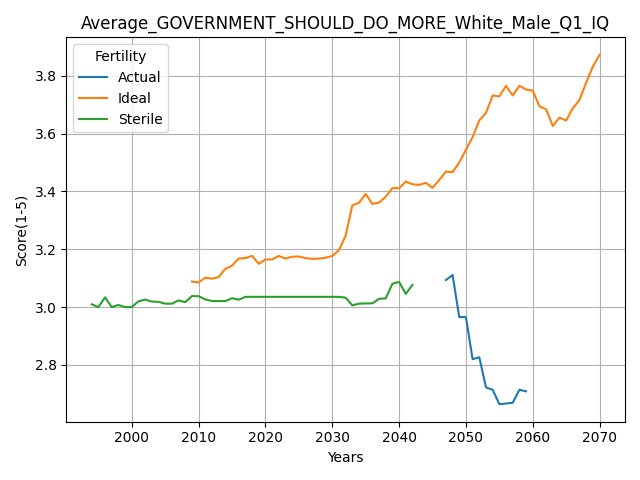 Average_GOVERNMENT_SHOULD_DO_MORE_White_Male_Q1_IQ
Fertility
Actual
Ideal
Sterile
Score(1-5)
3.8
3.6
3.4
3.2
3.0
2.8
2000 2010 2020 2030 2040 2050 2060 2070
Years